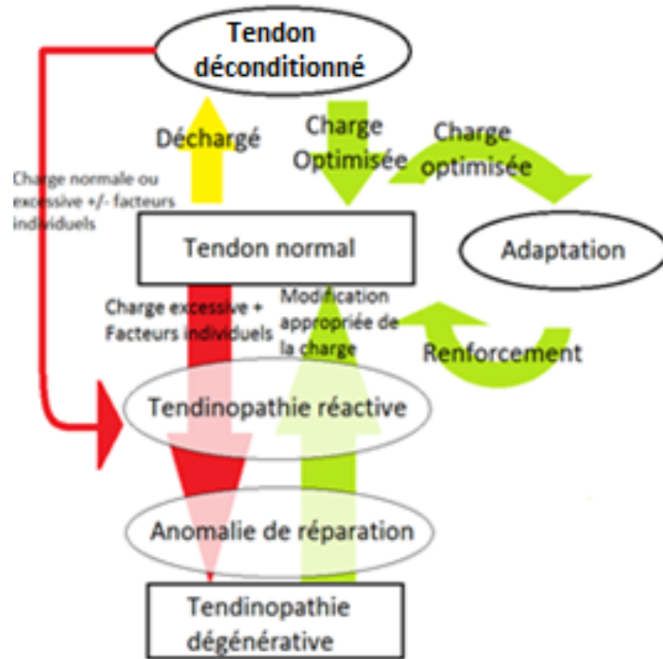 Tendon
déconditionné
Déchargé
Charge
Optimisée
Charge
optimisée
Charge normale ou
excessive +/- facteurs
individuels
Tendon normal
Adaptation
Charge excessive +
Facteurs individuels
Modification
appropriée de
la charge
Renforcement
Tendinopathie réactive
Anomalie de réparation
Tendinopathie
dégénérative